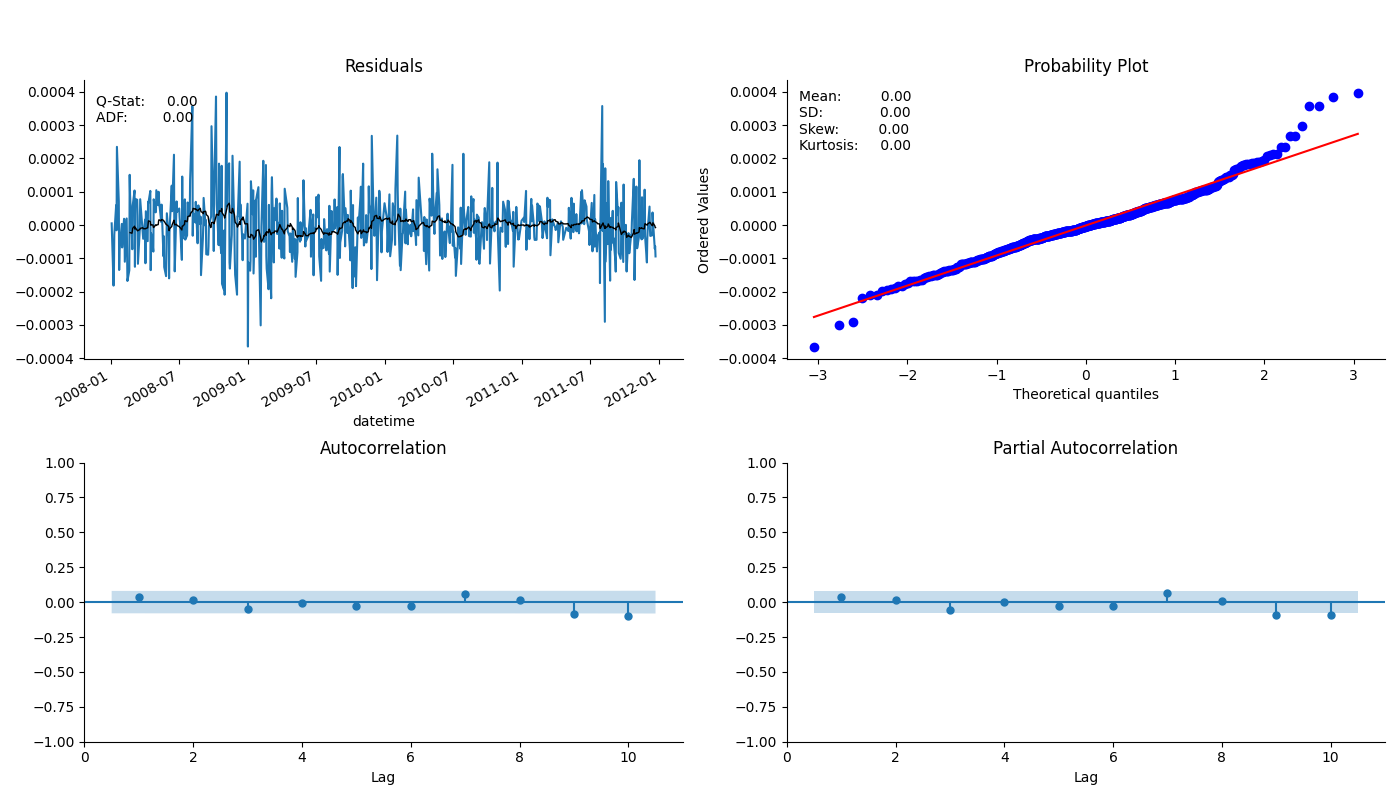 Residuals
Q-Stat: 0.00
ADF: 0.00
0.0004
0.0003
0.0002
0.0001
0.0000
−0.0001
−0.0002
−0.0003
−0.0004
2008-01
2008-07
2009-01
2009-07
2010-01
2010-07
2011-01
2011-07
2012-01
datetime
Probability Plot
Mean: 0.00
SD: 0.00
Skew: 0.00
Kurtosis: 0.00
Ordered Values
0.0004
0.0003
0.0002
0.0001
0.0000
−0.0001
−0.0002
−0.0003
−0.0004
−3 −2 −1 0 1 2 3
Theoretical quantiles
Autocorrelation
1.00
0.75
0.50
0.25
0.00
−0.25
−0.50
−0.75
−1.00
0 2 4 6 8 10
Lag
Partial Autocorrelation
1.00
0.75
0.50
0.25
0.00
−0.25
−0.50
−0.75
−1.00
0 2 4 6 8 10
Lag